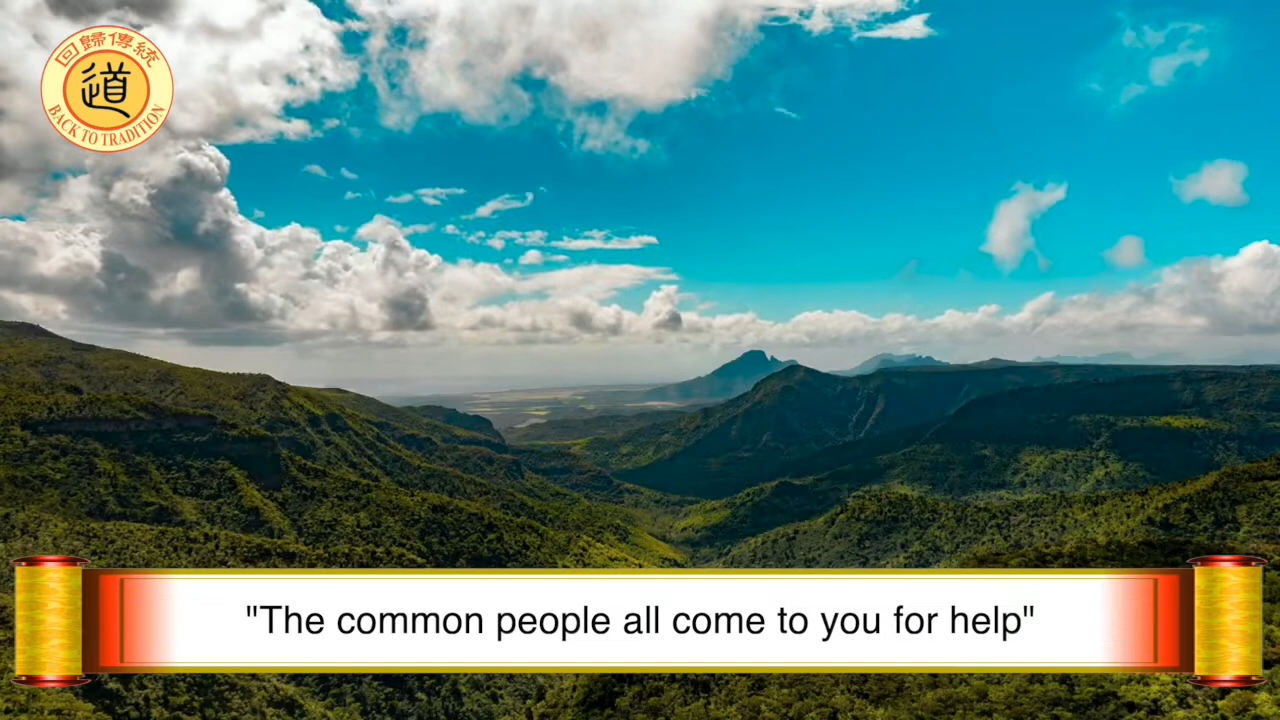 回歸傳統
道
BACK TO TRADITION
"The common people all come to you for help"